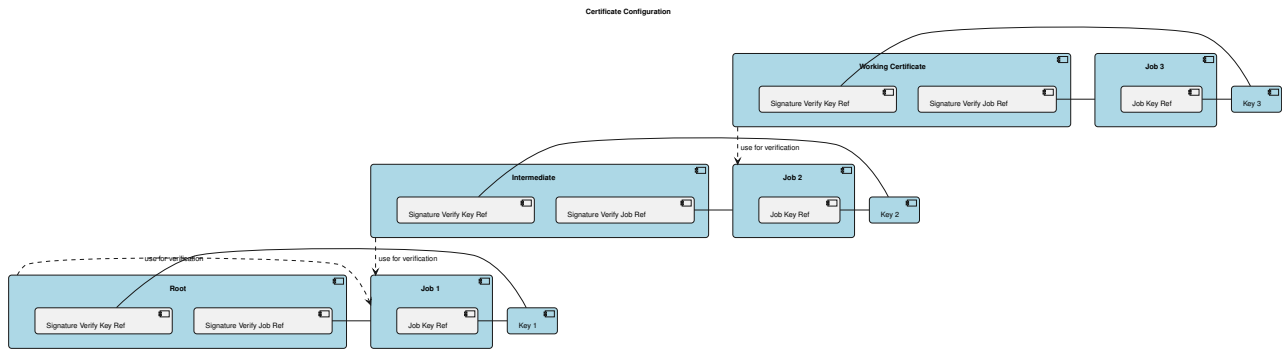 Certificate Configuration
Working Certificate
Job 3
Signature Verify Key Ref
Signature Verify Job Ref
Job Key Ref
Key 3
use for verification
Intermediate
Job 2
Signature Verify Key Ref
Signature Verify Job Ref
Job Key Ref
Key 2
use for verification
use for verification
Root
Job 1
Signature Verify Key Ref
Signature Verify Job Ref
Job Key Ref
Key 1